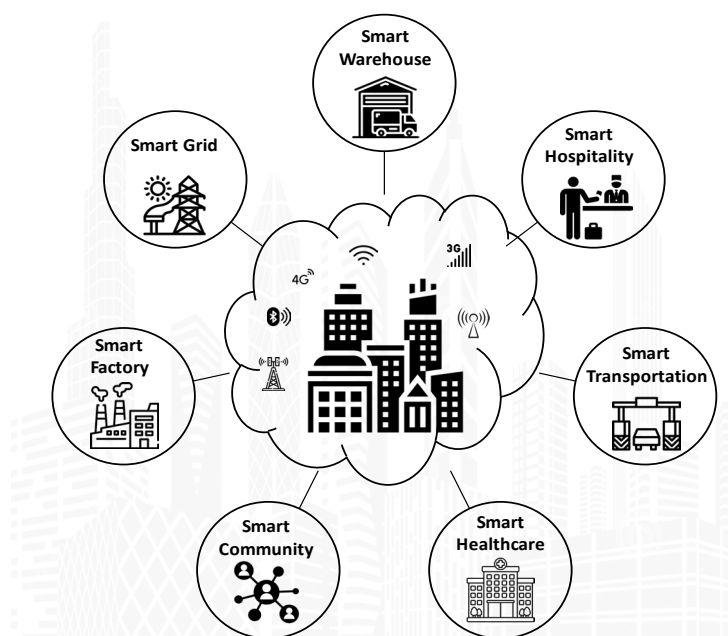 Smart
Warehouse
Smart Grid
Smart
Hospitality
3G
4G
Smart
Factory
Smart
Transportation
Smart
Community
Smart
Healthcare